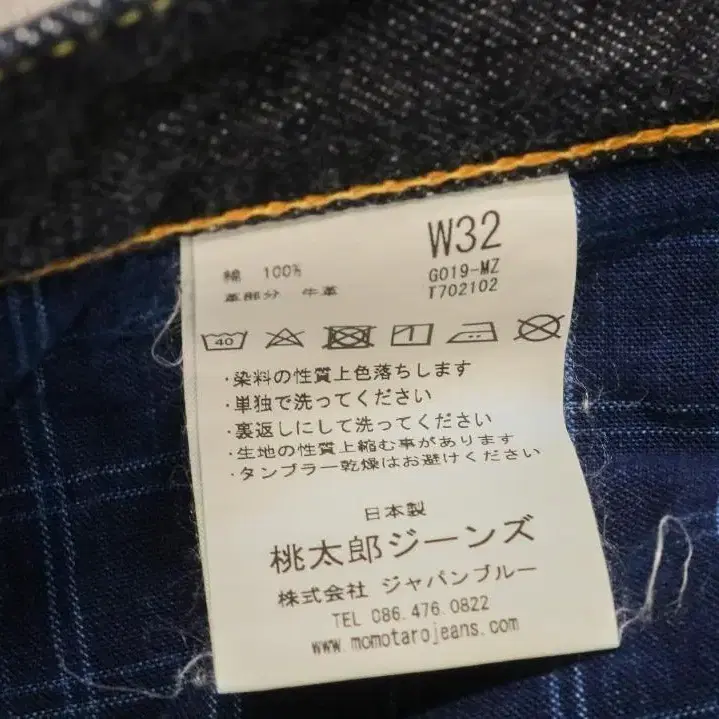 W32
綿 100%
G019-MZ
革部分 牛革
T702102
40
・染料の性質上色落ちします
・単独で洗ってください
・裏返しにして洗ってください
・生地の性質上縮む事があります
・タンブラー乾燥はお避けください
日本製
桃太郎ジーンズ
株式会社 ジャパンブルー
TEL 086.476.0822
www.momotarojeans.com